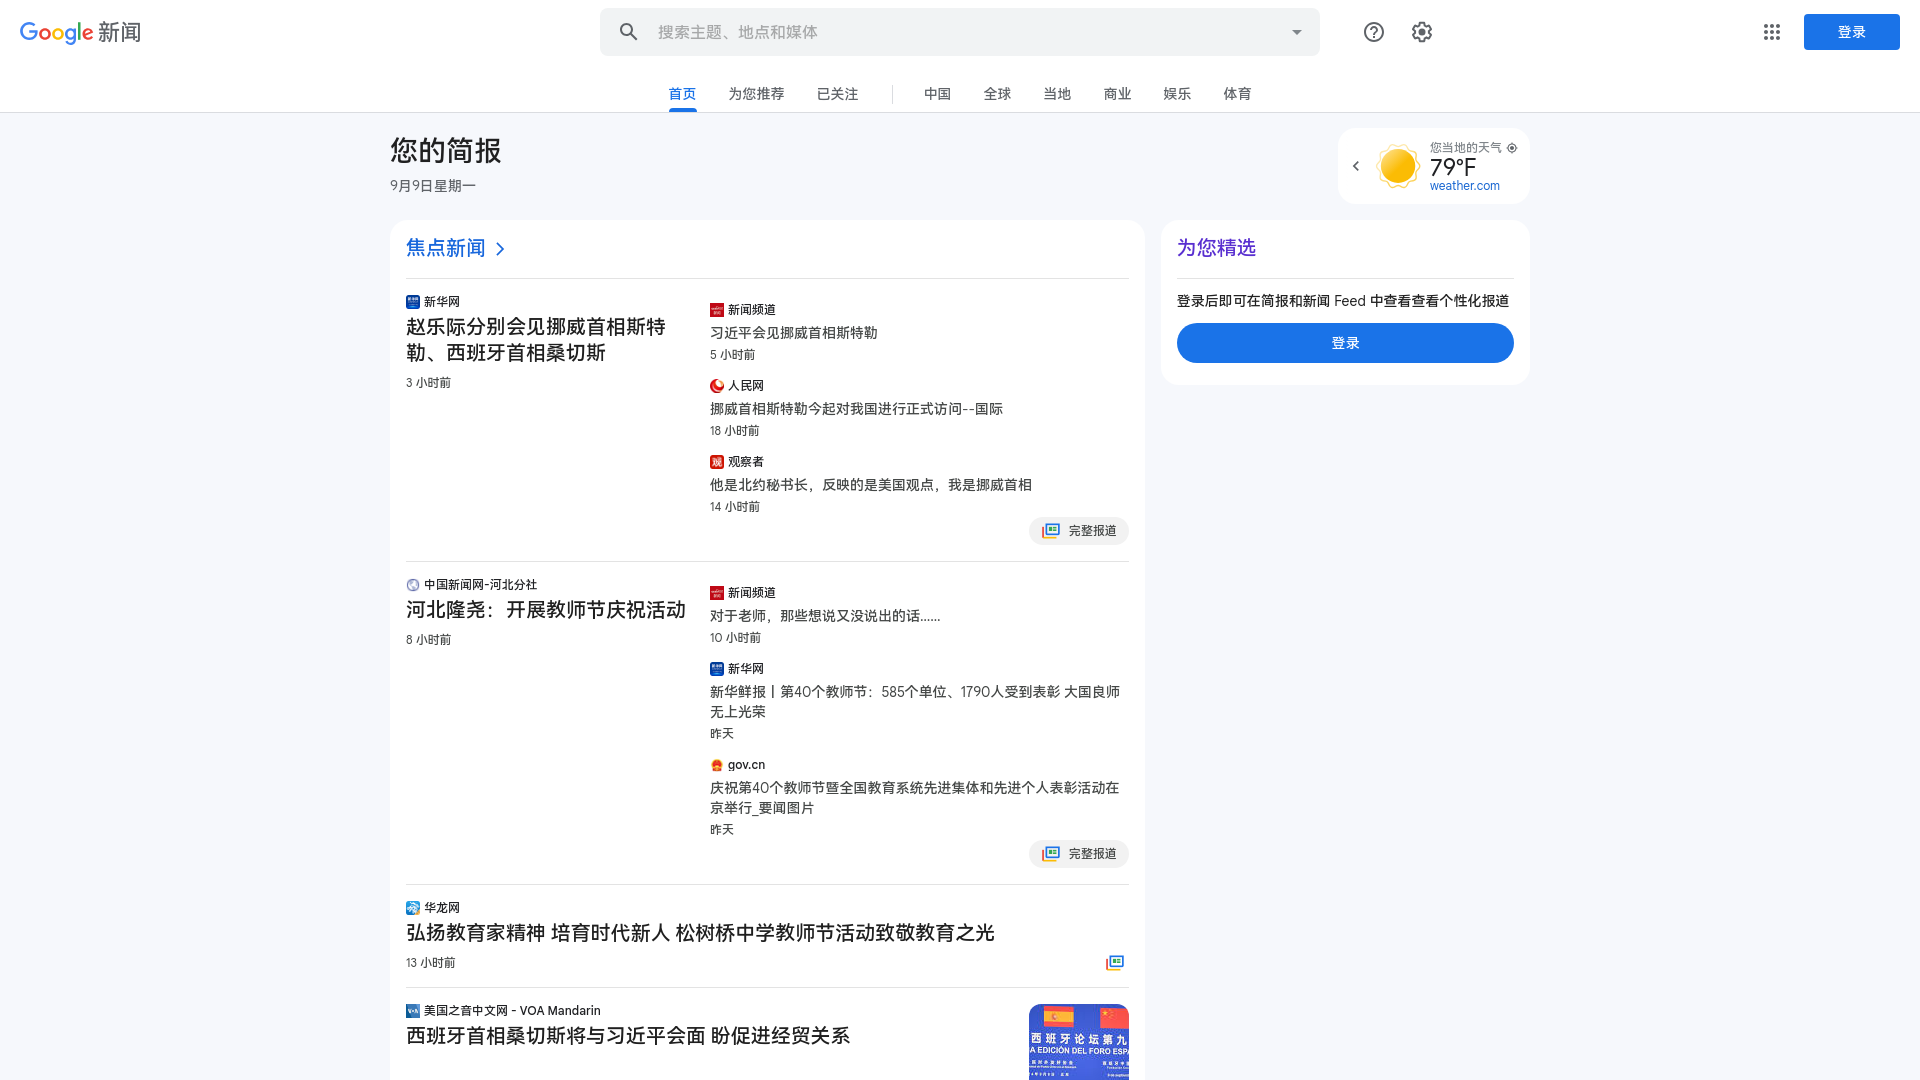 Google 新闻
搜索主题、地点和媒体
登录
首页
为您推荐
已关注
中国
全球
当地
商业
娱乐
体育
您的简报
9月9日星期一
您当地的天气
79°F
weather.com
焦点新闻
新华网
赵乐际分别会见挪威首相斯特
勒、西班牙首相桑切斯
3 小时前
新闻频道
习近平会见挪威首相斯特勒
5 小时前
人民网
挪威首相斯特勒今起对我国进行正式访问--国际
18 小时前
观察者
他是北约秘书长，反映的是美国观点，我是挪威首相
14 小时前
完整报道
中国新闻网-河北分社
河北隆尧：开展教师节庆祝活动
8 小时前
新闻频道
对于老师，那些想说又没说出的话……
10 小时前
新华网
新华鲜报丨第40个教师节：585个单位、1790人受到表彰 大国良师
无上光荣
昨天
gov.cn
庆祝第40个教师节暨全国教育系统先进集体和先进个人表彰活动在
京举行_要闻图片
昨天
完整报道
华龙网
弘扬教育家精神 培育时代新人 松树桥中学教师节活动致敬教育之光
13 小时前
美国之音中文网 - VOA Mandarin
西班牙首相桑切斯将与习近平会面 盼促进经贸关系
西班牙论坛第九
A EDICIÓN DEL FORO ESPA
为您精选
登录后即可在简报和新闻 Feed 中查看查看个性化报道
登录